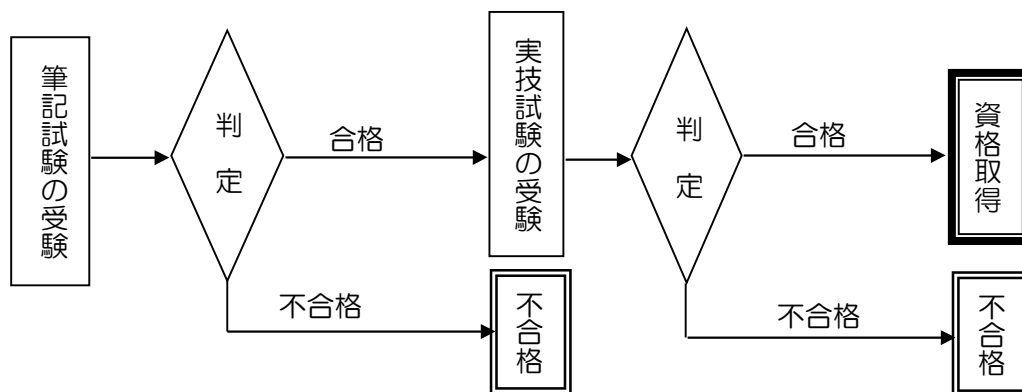 筆記試験の受験
判定
合格
不合格
実技試験の受験
不合格
判定
合格
不合格
資格取得
不合格